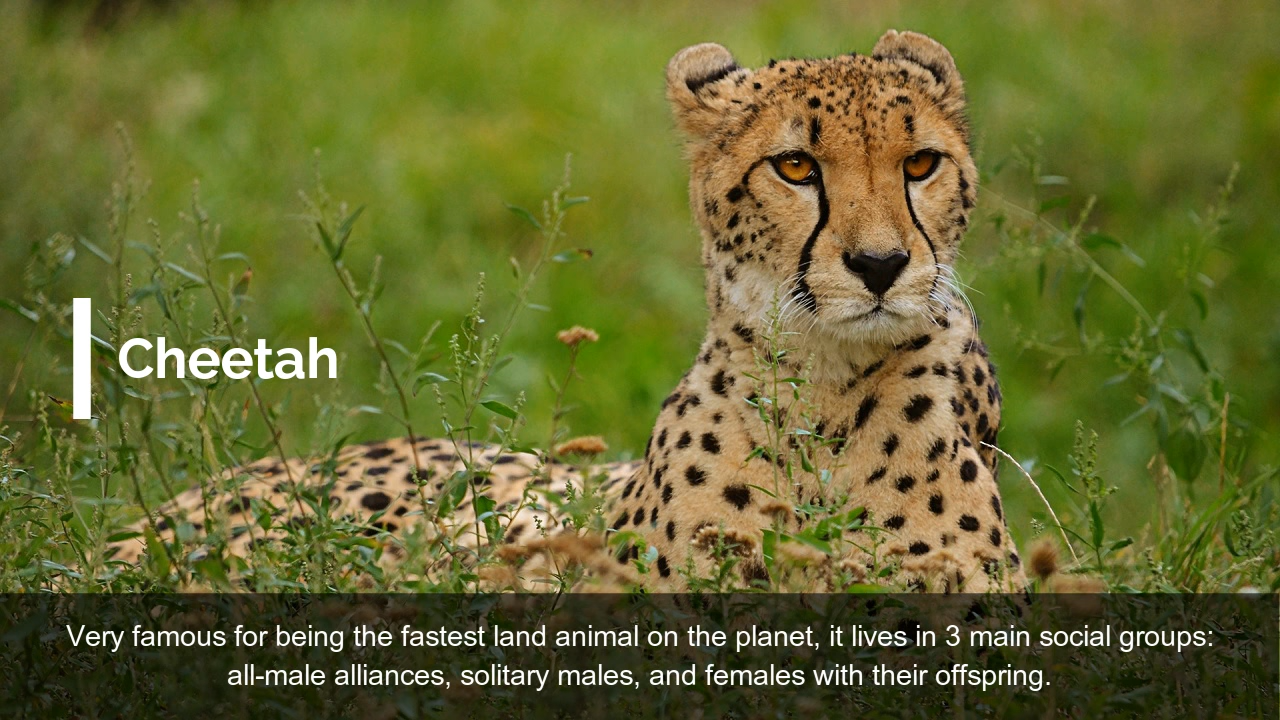 Cheetah
Very famous for being the fastest land animal on the planet, it lives in 3 main social groups:
all-male alliances, solitary males, and females with their offspring.